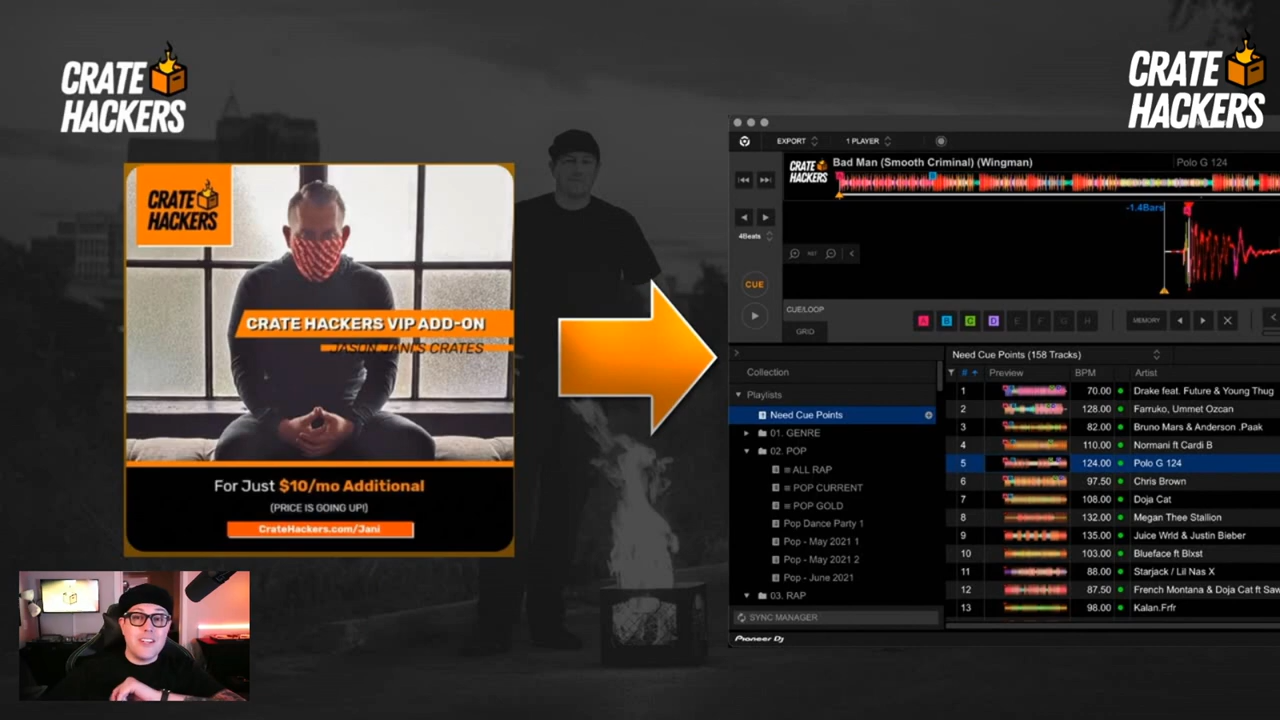 CRATE
HACKERS
CRATE
HACKERS
CRATE
HACKERS
CRATE HACKERS VIP ADD-ON
JASON JANI'S CRATES
For Just $10/mo Additional
(PRICE IS GOING UP!)
CrateHackers.com/Jani
EXPORT
1 PLAYER
CRATE
HACKERS
Bad Man (Smooth Criminal) (Wingman)
Polo G 124
-1.4Bars
4Beats
RST
CUE
CUE/LOOP
GRID
A B C D E F G H
MEMORY
Collection
Playlists
Need Cue Points
01. GENRE
02. POP
ALL RAP
POP CURRENT
POP GOLD
Pop Dance Party 1
Pop - May 2021 1
Pop - May 2021 2
Pop - June 2021
03. RAP
SYNC MANAGER
Pioneer Dj
Need Cue Points (158 Tracks)
# Preview BPM Artist
1 70.00 Drake feat. Future & Young Thug
2 128.00 Farruko, Ummet Ozcan
3 82.00 Bruno Mars & Anderson .Paak
4 110.00 Normani ft Cardi B
5 124.00 Polo G 124
6 97.50 Chris Brown
7 108.00 Doja Cat
8 132.00 Megan Thee Stallion
9 135.00 Juice Wrld & Justin Bieber
10 103.00 Blueface ft Blxst
11 88.00 Starjack / Lil Nas X
12 87.50 French Montana & Doja Cat ft Saw
13 98.00 Kalan.Frfr